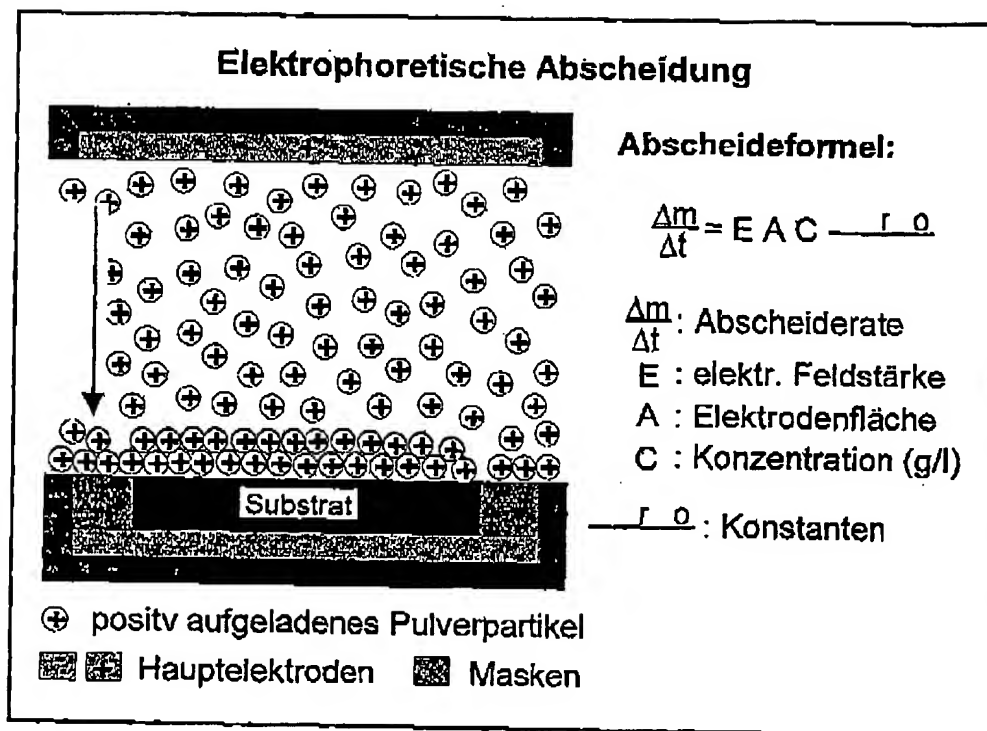 Elektrophoretische Abscheidung
Abscheideformel:
Δm/Δt = E A C r o
Δm/Δt : Abscheiderate
E : elektr. Feldstärke
A : Elektrodenfläche
C : Konzentration (g/l)
r o : Konstanten
Substrat
⊕ positv aufgeladenes Pulverpartikel
Hauptelektroden Masken